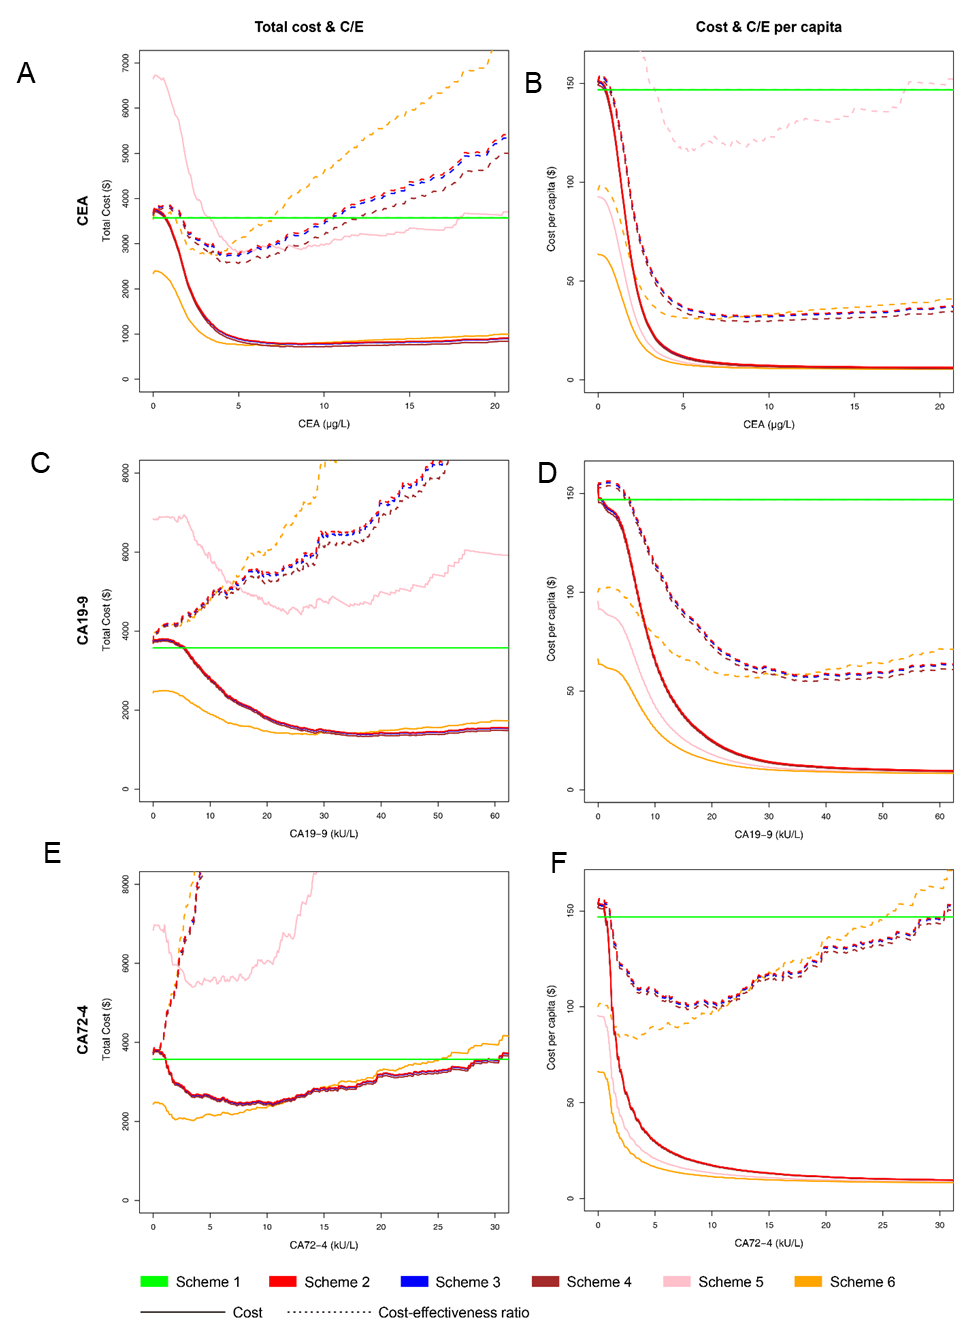 Total cost & C/E
Cost & C/E per capita
A
CEA
Total Cost ($)
7000
6000
5000
4000
3000
2000
1000
0
0 5 10 15 20
CEA (µg/L)
B
Cost per capita ($)
150
100
50
0
0 5 10 15 20
CEA (µg/L)
C
CA19-9
Total Cost ($)
8000
6000
4000
2000
0
0 10 20 30 40 50 60
CA19−9 (kU/L)
D
Cost per capita ($)
150
100
50
0
0 10 20 30 40 50 60
CA19−9 (kU/L)
E
CA72-4
Total Cost ($)
8000
6000
4000
2000
0
0 5 10 15 20 25 30
CA72−4 (kU/L)
F
Cost per capita ($)
150
100
50
0
0 5 10 15 20 25 30
CA72−4 (kU/L)
Scheme 1 Scheme 2 Scheme 3 Scheme 4 Scheme 5 Scheme 6
Cost Cost-effectiveness ratio